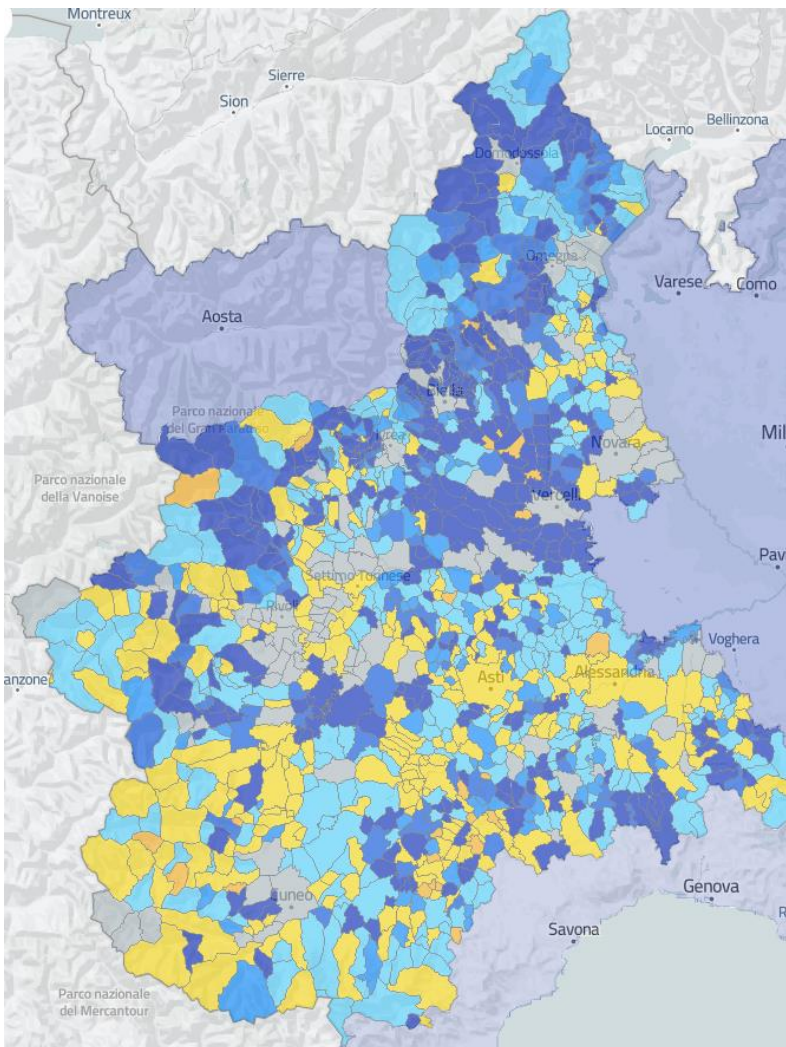 Montreux
Sierre
Sion
Bellinzona
Locarno
Domodossola
Omegna
Varese
Como
Aosta
Biella
Parco nazionale
del Gran Paradiso
Ivrea
Novara
Mil
Parco nazionale
della Vanoise
Vercelli
Pav
Settimo Torinese
Rivoli
Voghera
anzone
Asti
Alessandria
Cuneo
Genova
R
Savona
Parco nazionale
del Mercantour